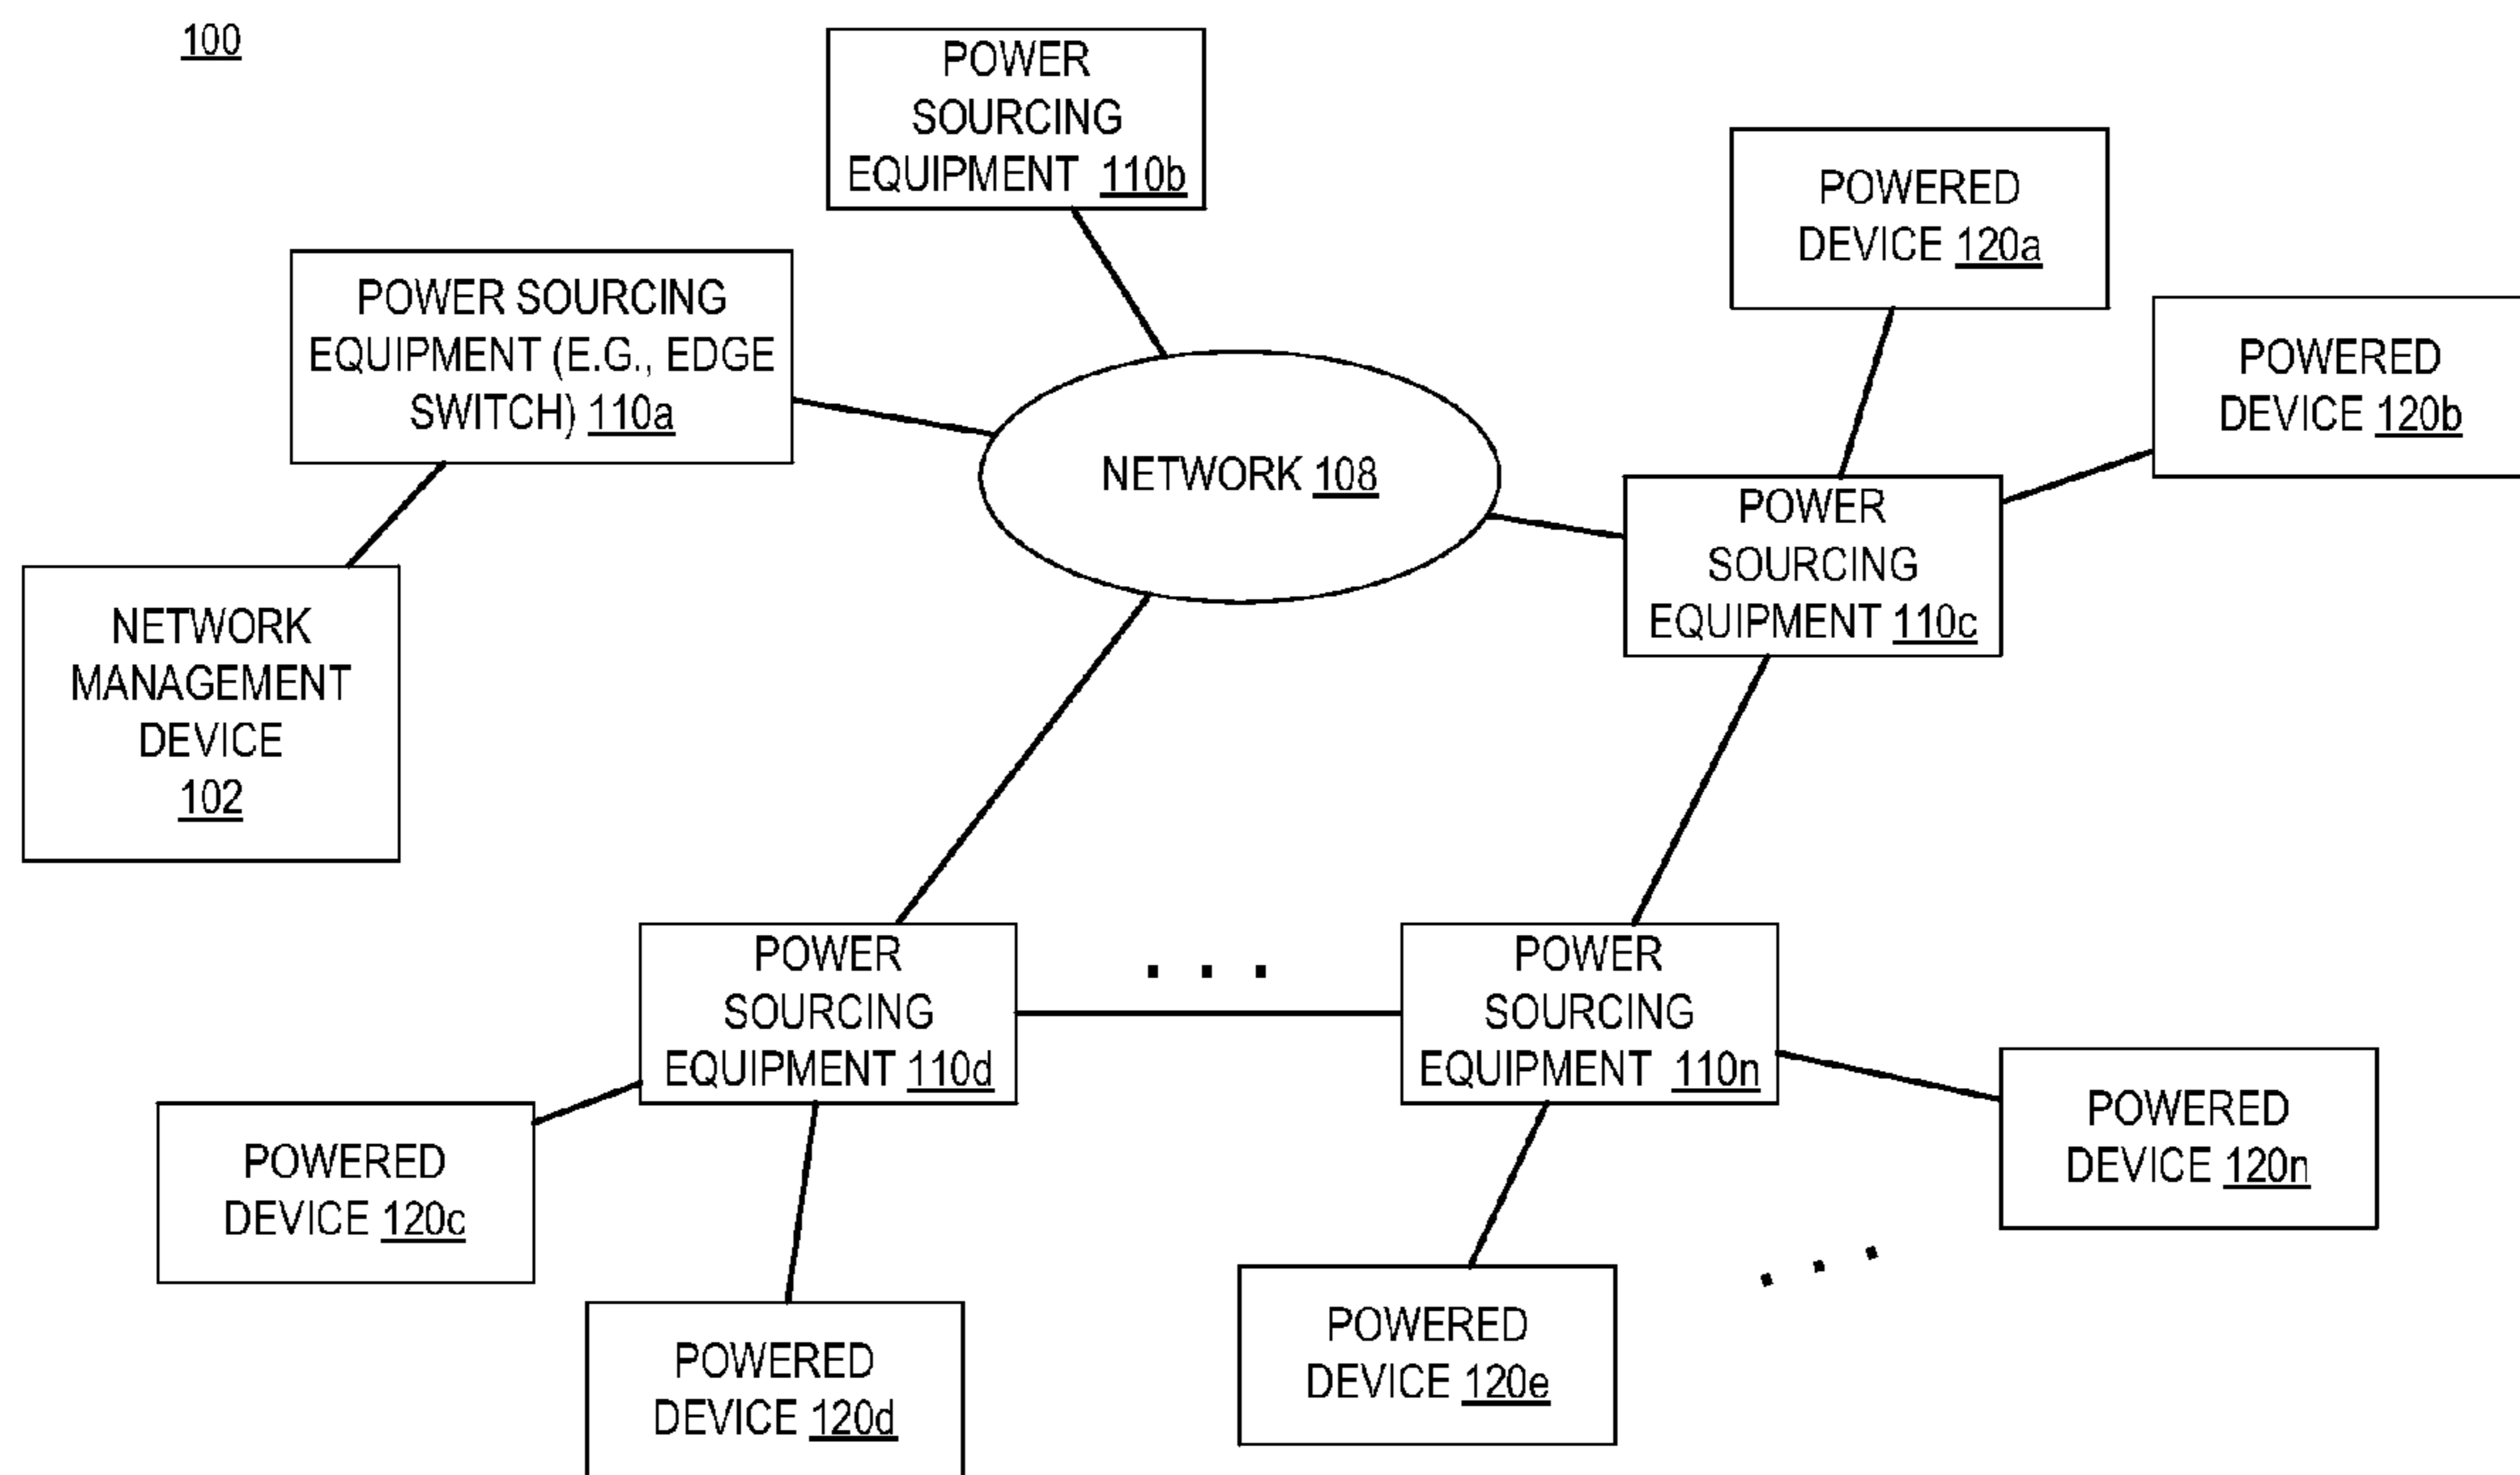 100
POWER
SOURCING
EQUIPMENT 110b
POWERED
DEVICE 120a
POWER SOURCING
EQUIPMENT (E.G., EDGE
SWITCH) 110a
POWERED
DEVICE 120b
NETWORK 108
POWER
SOURCING
EQUIPMENT 110c
NETWORK
MANAGEMENT
DEVICE
102
POWER
SOURCING
EQUIPMENT 110d
. . .
POWER
SOURCING
EQUIPMENT 110n
POWERED
DEVICE 120n
POWERED
DEVICE 120c
. . .
POWERED
DEVICE 120e
POWERED
DEVICE 120d